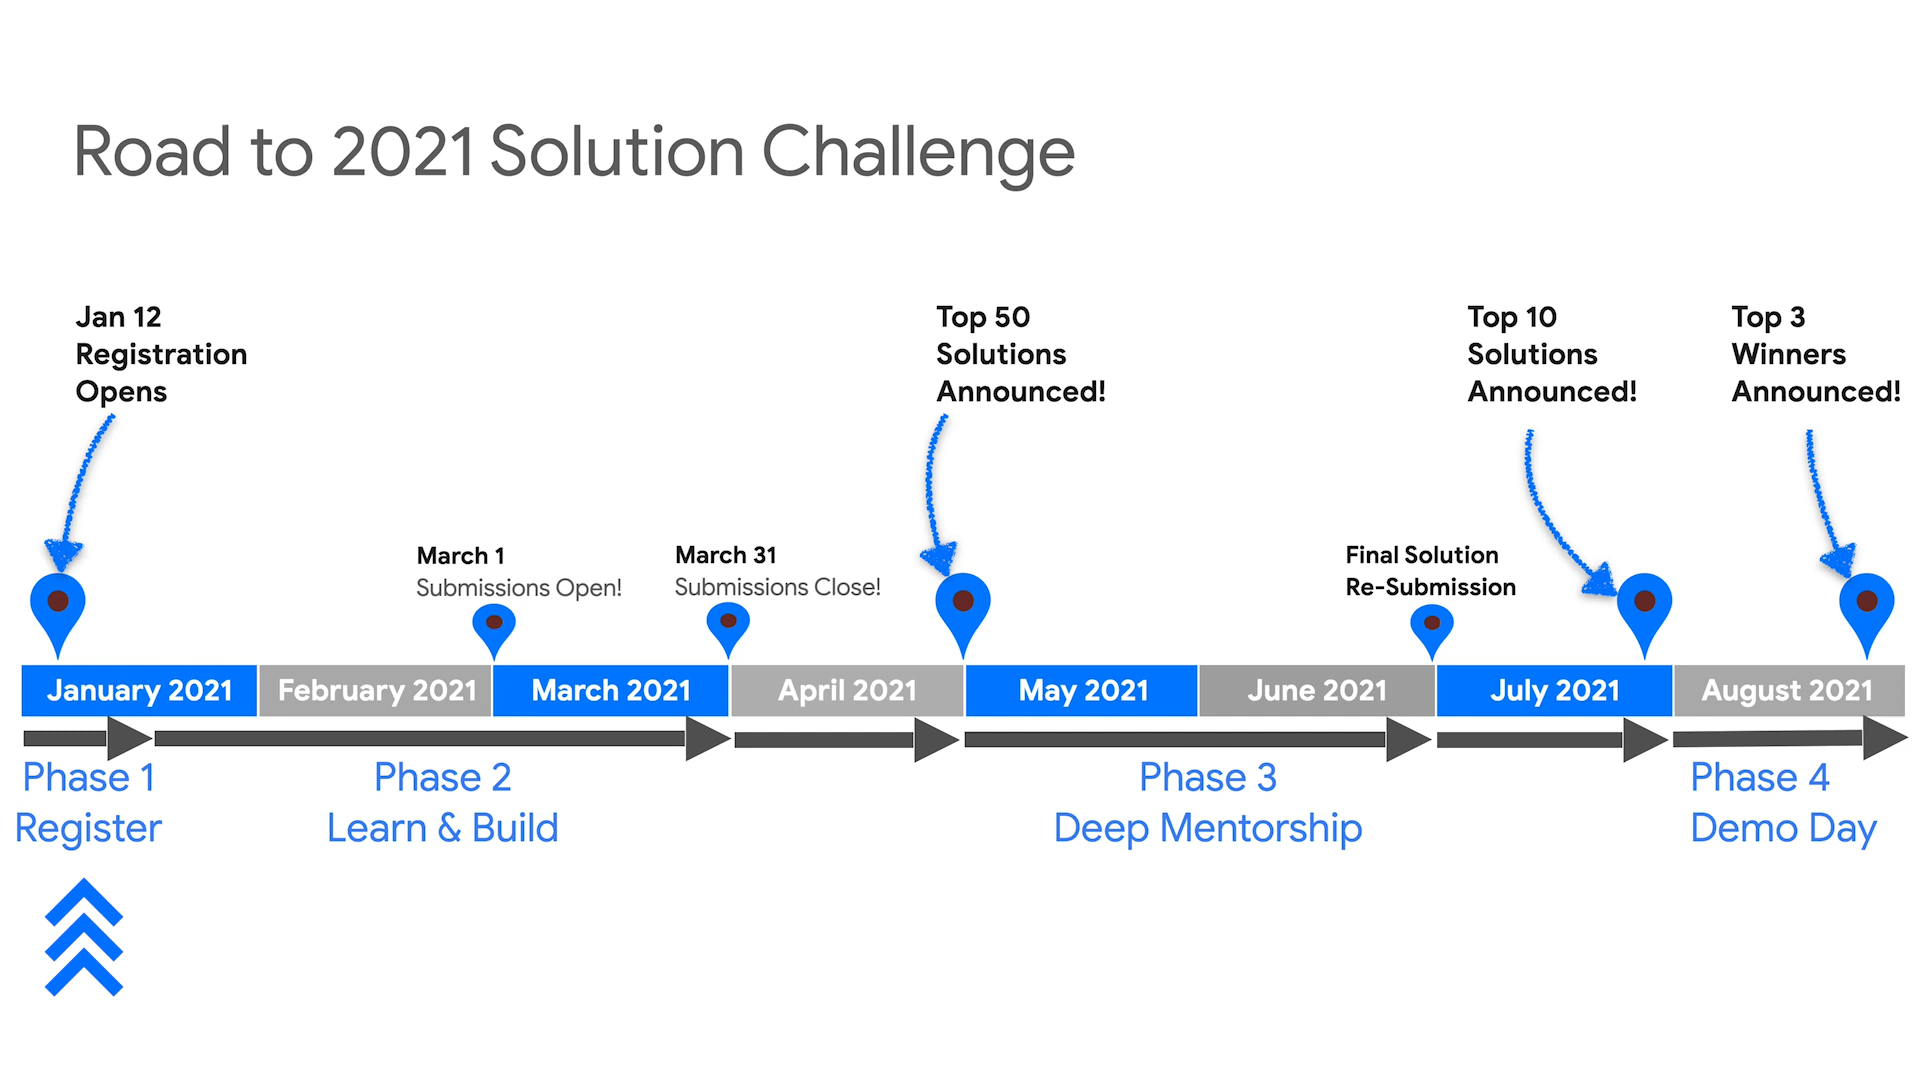 Road to 2021 Solution Challenge
Jan 12
Registration
Opens
Top 50
Solutions
Announced!
Top 10
Solutions
Announced!
Top 3
Winners
Announced!
March 1
Submissions Open!
March 31
Submissions Close!
Final Solution
Re-Submission
January 2021
February 2021
March 2021
April 2021
May 2021
June 2021
July 2021
August 2021
Phase 1
Register
Phase 2
Learn & Build
Phase 3
Deep Mentorship
Phase 4
Demo Day